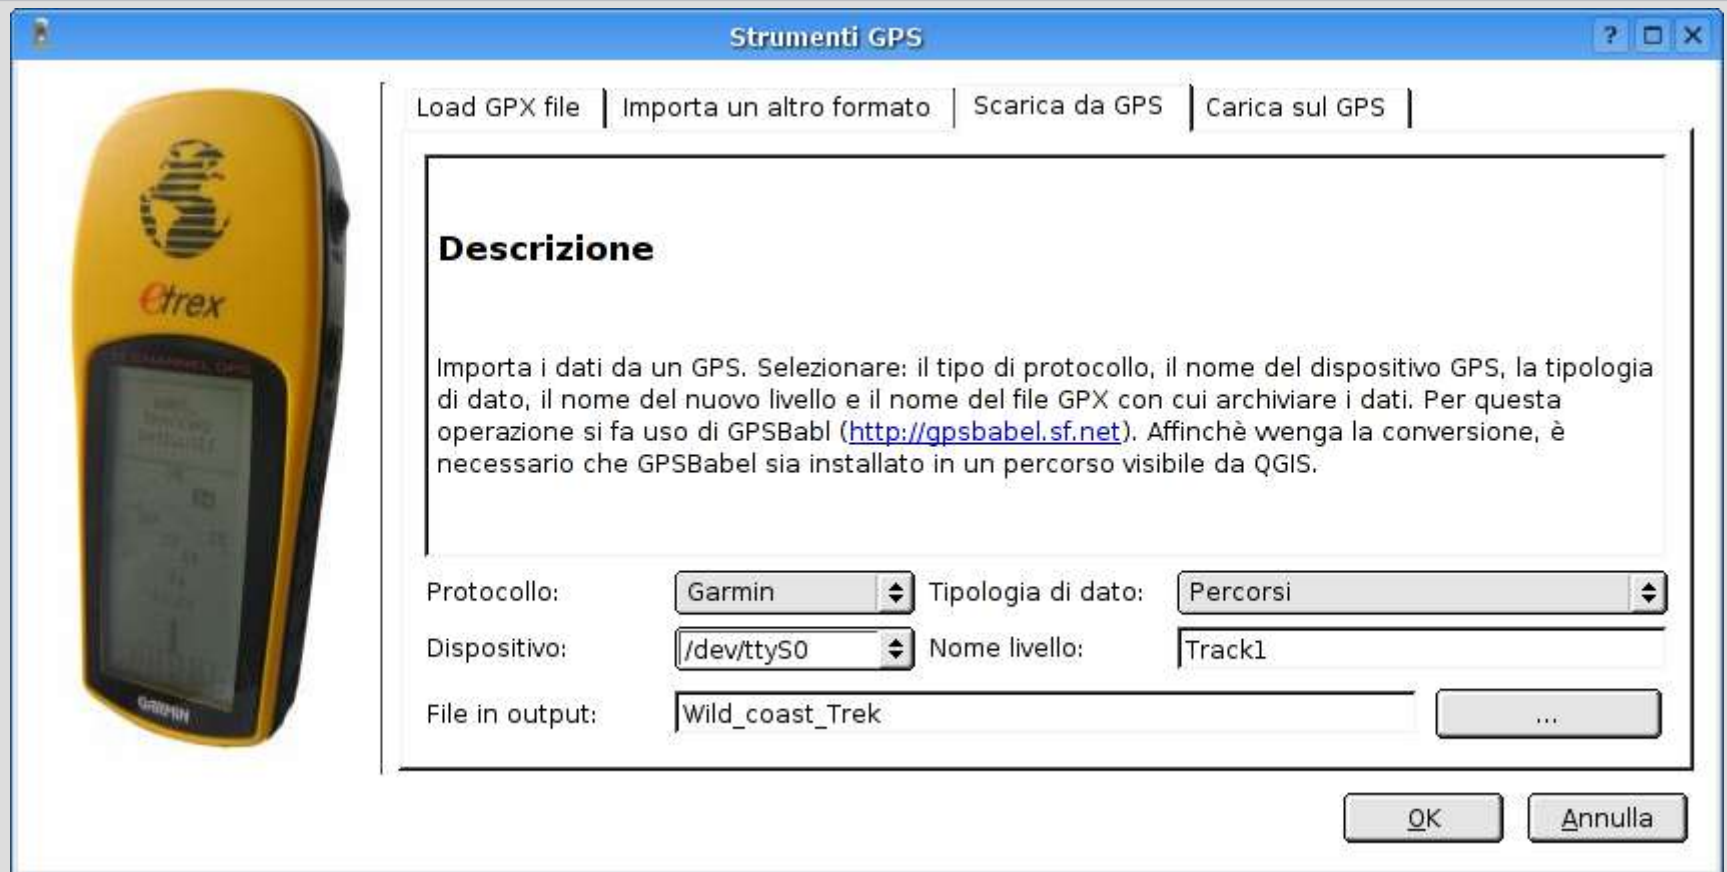 Strumenti GPS
Load GPX file
Importa un altro formato
Scarica da GPS
Carica sul GPS
etrex
GARMIN
Descrizione
Importa i dati da un GPS. Selezionare: il tipo di protocollo, il nome del dispositivo GPS, la tipologia
di dato, il nome del nuovo livello e il nome del file GPX con cui archiviare i dati. Per questa
operazione si fa uso di GPSBabl (http://gpsbabel.sf.net). Affinchè vvenga la conversione, è
necessario che GPSBabel sia installato in un percorso visibile da QGIS.
Protocollo: Garmin Tipologia di dato: Percorsi
Dispositivo: /dev/ttyS0 Nome livello: Track1
File in output: Wild_coast_Trek ...
OK Annulla